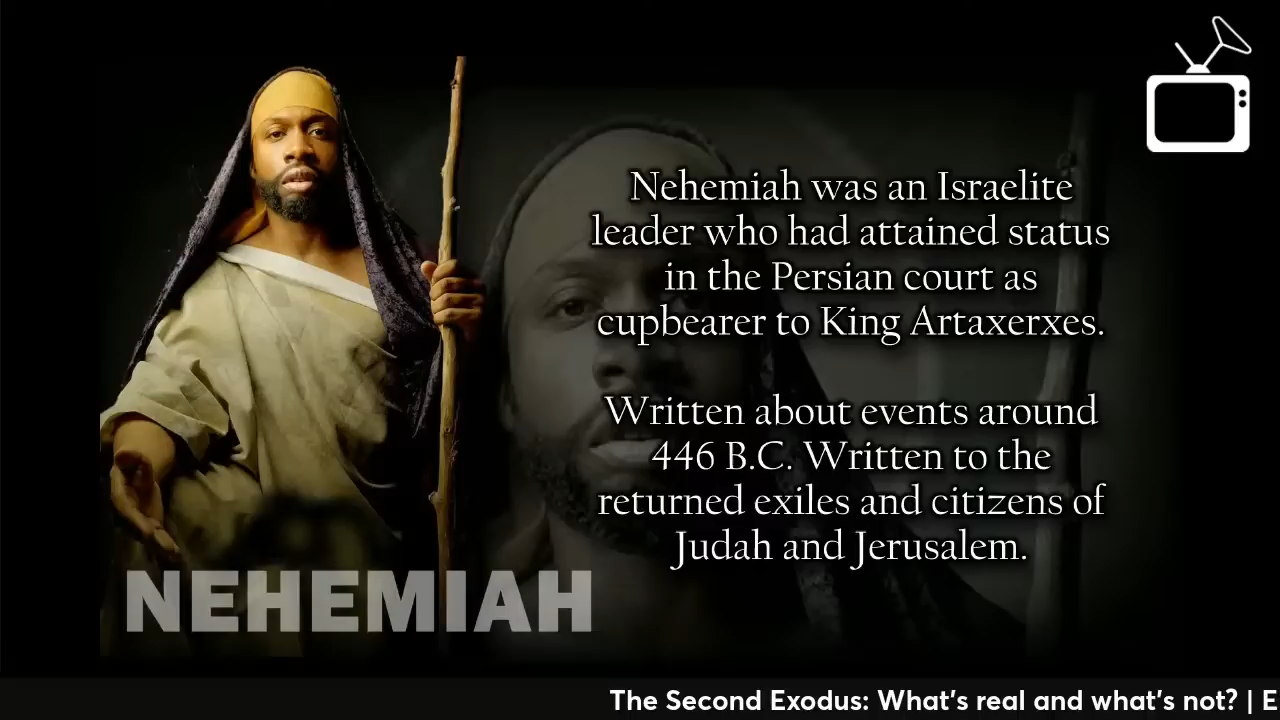 Nehemiah was an Israelite
leader who had attained status
in the Persian court as
cupbearer to King Artaxerxes.
Written about events around
446 B.C. Written to the
returned exiles and citizens of
Judah and Jerusalem.
NEHEMIAH
The Second Exodus: What's real and what's not? | E